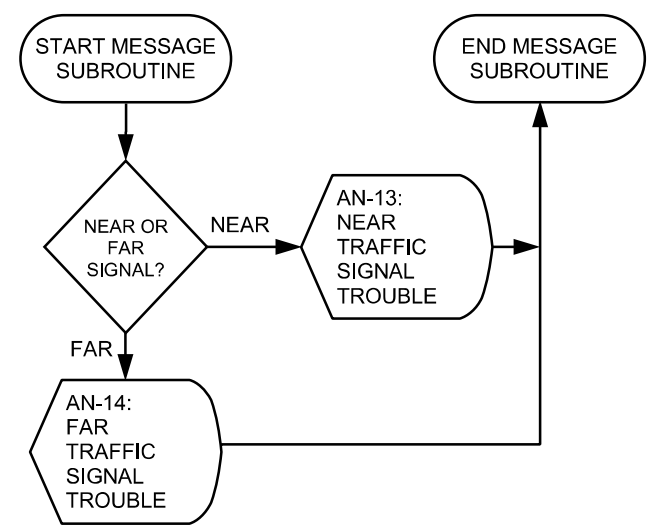 START MESSAGE
SUBROUTINE
END MESSAGE
SUBROUTINE
NEAR OR
FAR
SIGNAL?
NEAR
AN-13:
NEAR
TRAFFIC
SIGNAL
TROUBLE
FAR
AN-14:
FAR
TRAFFIC
SIGNAL
TROUBLE